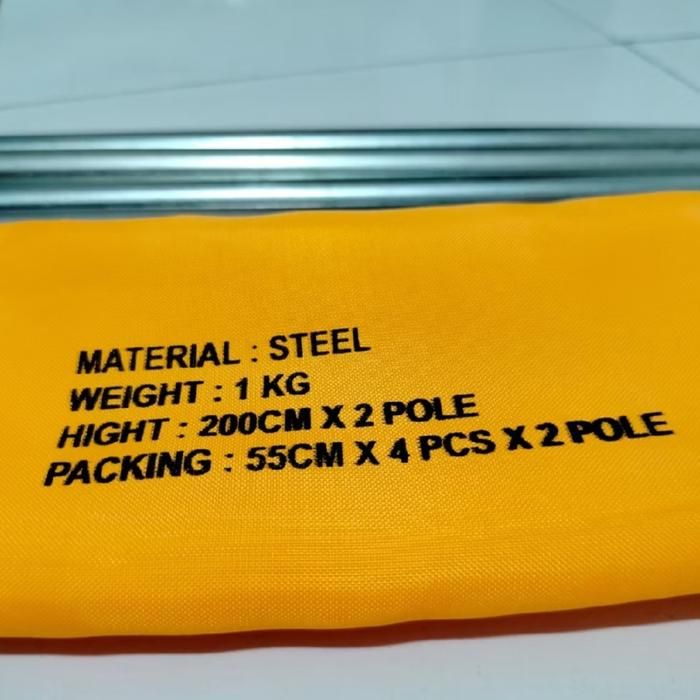 MATERIAL : STEEL
WEIGHT : 1 KG
HIGHT : 200CM X 2 POLE
PACKING : 55CM X 4 PCS X 2 POLE